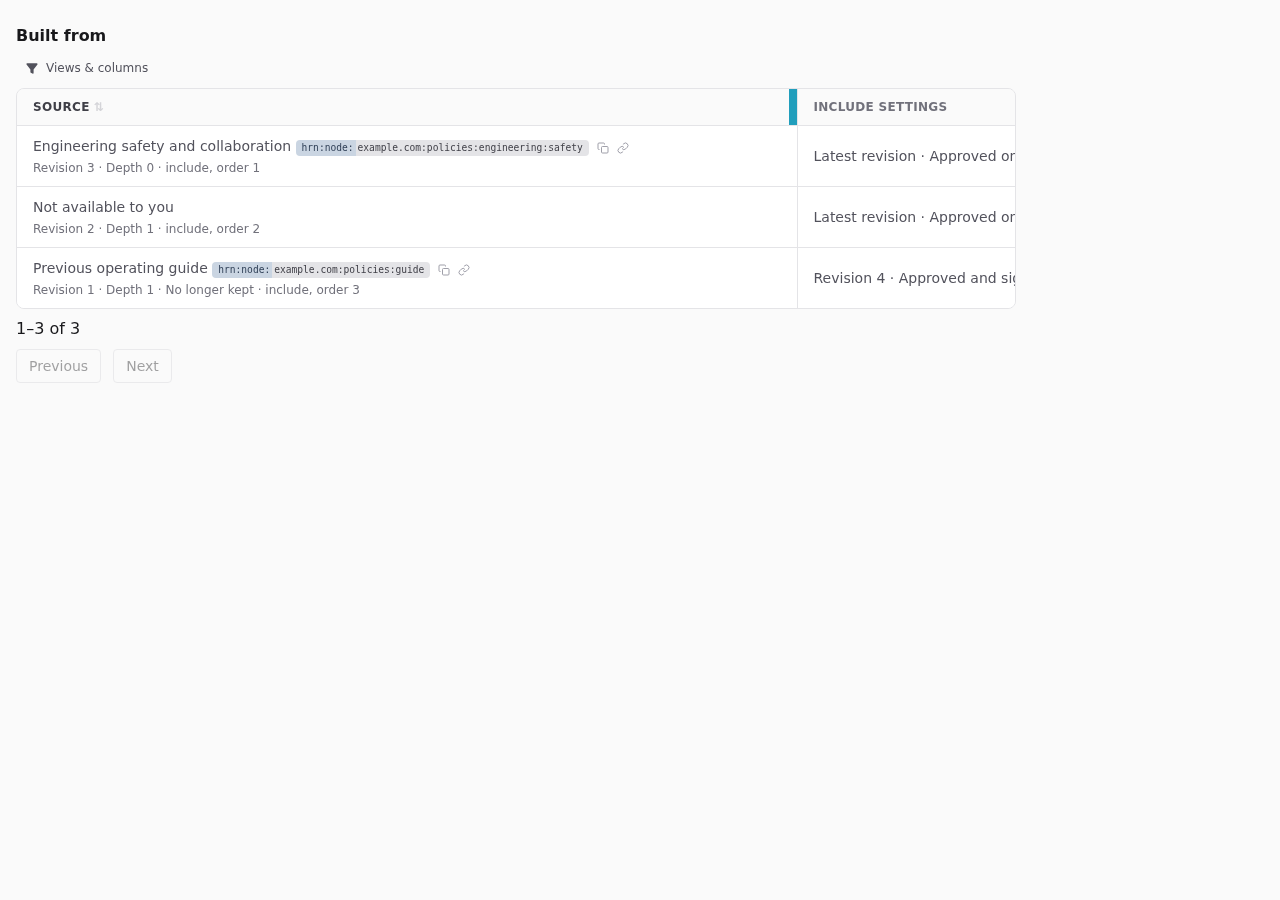 Built from
Views & columns
SOURCE
INCLUDE SETTINGS
Engineering safety and collaboration hrn:node: example.com:policies:engineering:safety
Revision 3 · Depth 0 · include, order 1
Latest revision · Approved or
Not available to you
Revision 2 · Depth 1 · include, order 2
Latest revision · Approved or
Previous operating guide hrn:node: example.com:policies:guide
Revision 1 · Depth 1 · No longer kept · include, order 3
Revision 4 · Approved and sig
1–3 of 3
Previous
Next